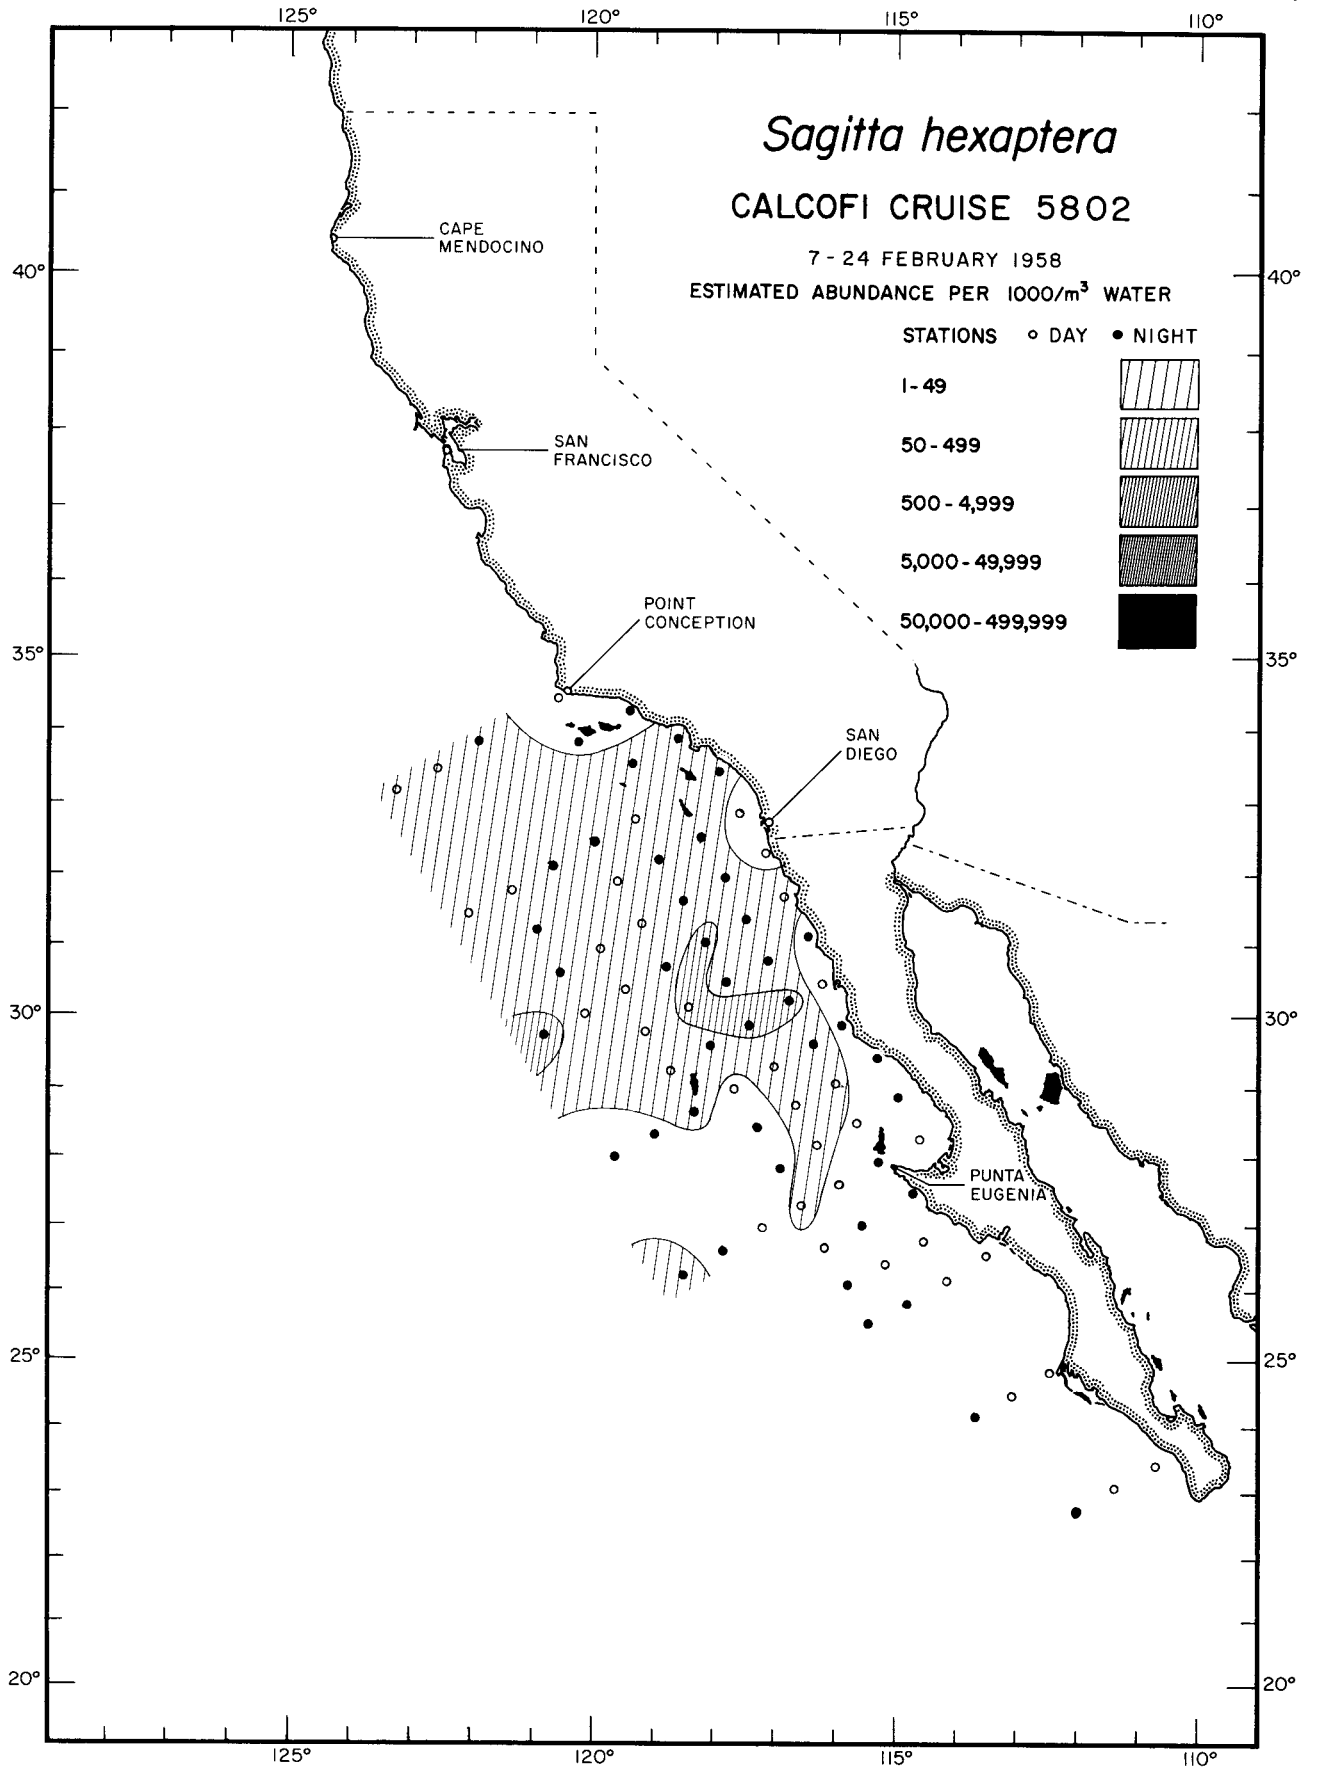 125° 120° 115° 110°
Sagitta hexaptera
CALCOFI CRUISE 5802
7-24 FEBRUARY 1958
ESTIMATED ABUNDANCE PER 1000/m³ WATER
STATIONS ○ DAY ● NIGHT
1-49
50-499
500-4,999
5,000-49,999
50,000-499,999
CAPE
MENDOCINO
40° 40°
SAN
FRANCISCO
POINT
CONCEPTION
35° 35°
SAN
DIEGO
30° 30°
PUNTA
EUGENIA
25° 25°
20° 20°
125° 120° 115° 110°